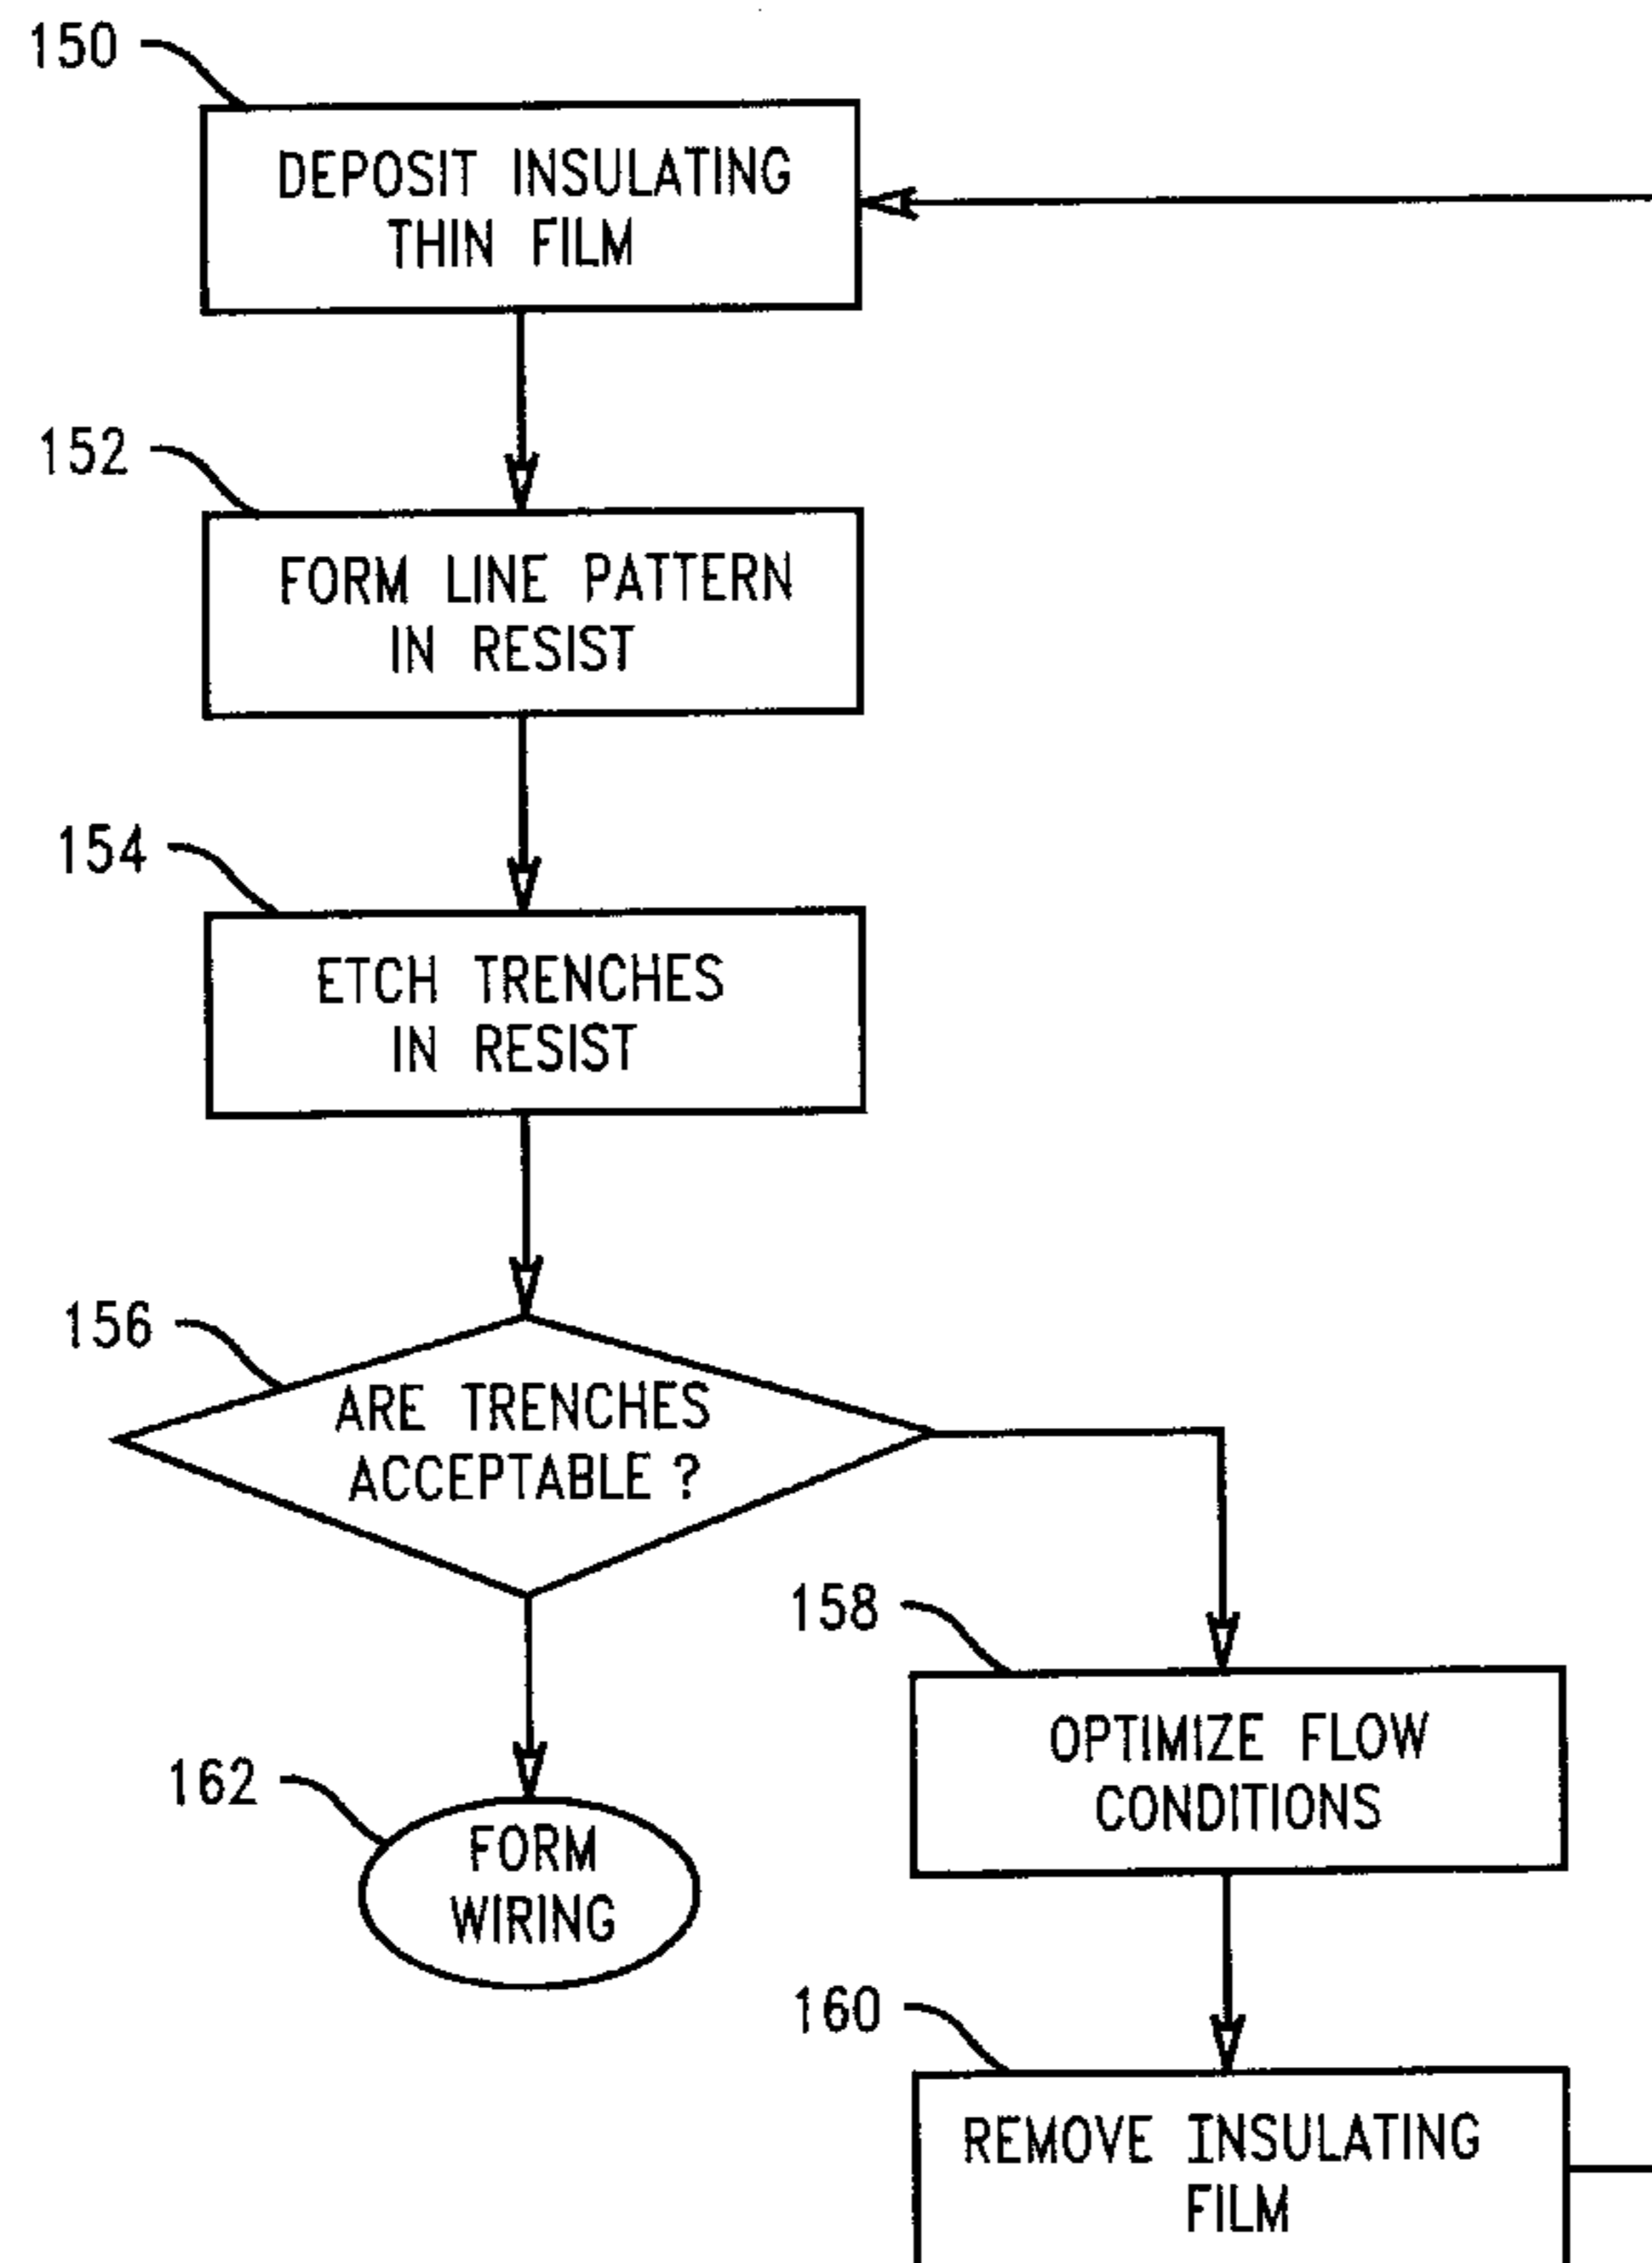 150
DEPOSIT INSULATING
THIN FILM
152
FORM LINE PATTERN
IN RESIST
154
ETCH TRENCHES
IN RESIST
156
ARE TRENCHES
ACCEPTABLE ?
158
OPTIMIZE FLOW
CONDITIONS
162
FORM
WIRING
160
REMOVE INSULATING
FILM